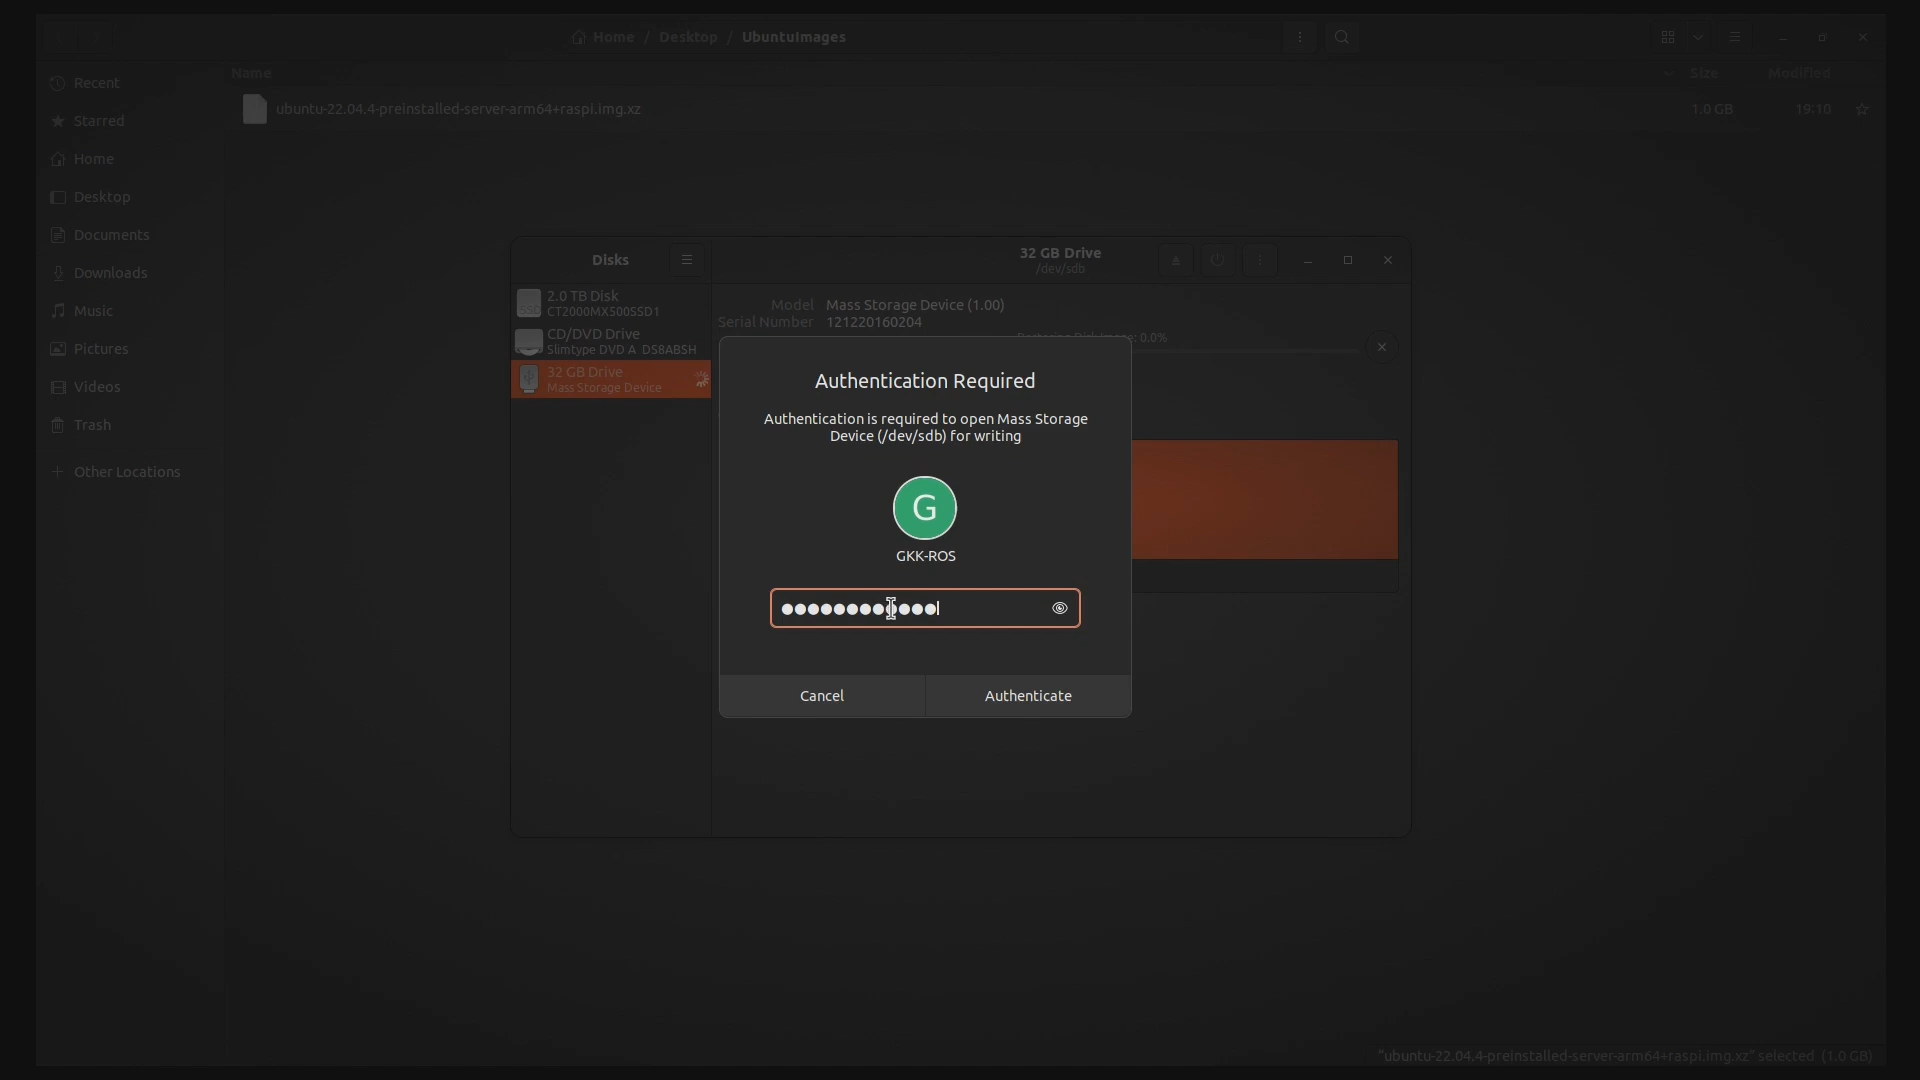 Home / Desktop / UbuntuImages
Name
Size
Modified
Recent
ubuntu-22.04.4-preinstalled-server-arm64+raspi.img.xz
1.0 GB
19:10
Starred
Home
Desktop
Documents
Downloads
Music
Pictures
Videos
Trash
Other Locations
Disks
32 GB Drive
/dev/sdb
2.0 TB Disk
CT2000MX500SSD1
CD/DVD Drive
Slimtype DVD A DS8ABSH
32 GB Drive
Mass Storage Device
Model Mass Storage Device (1.00)
Serial Number 121220160204
0.0%
Authentication Required
Authentication is required to open Mass Storage
Device (/dev/sdb) for writing
G
GKK-ROS
Cancel
Authenticate
"ubuntu-22.04.4-preinstalled-server-arm64+raspi.img.xz" selected (1.0 GB)